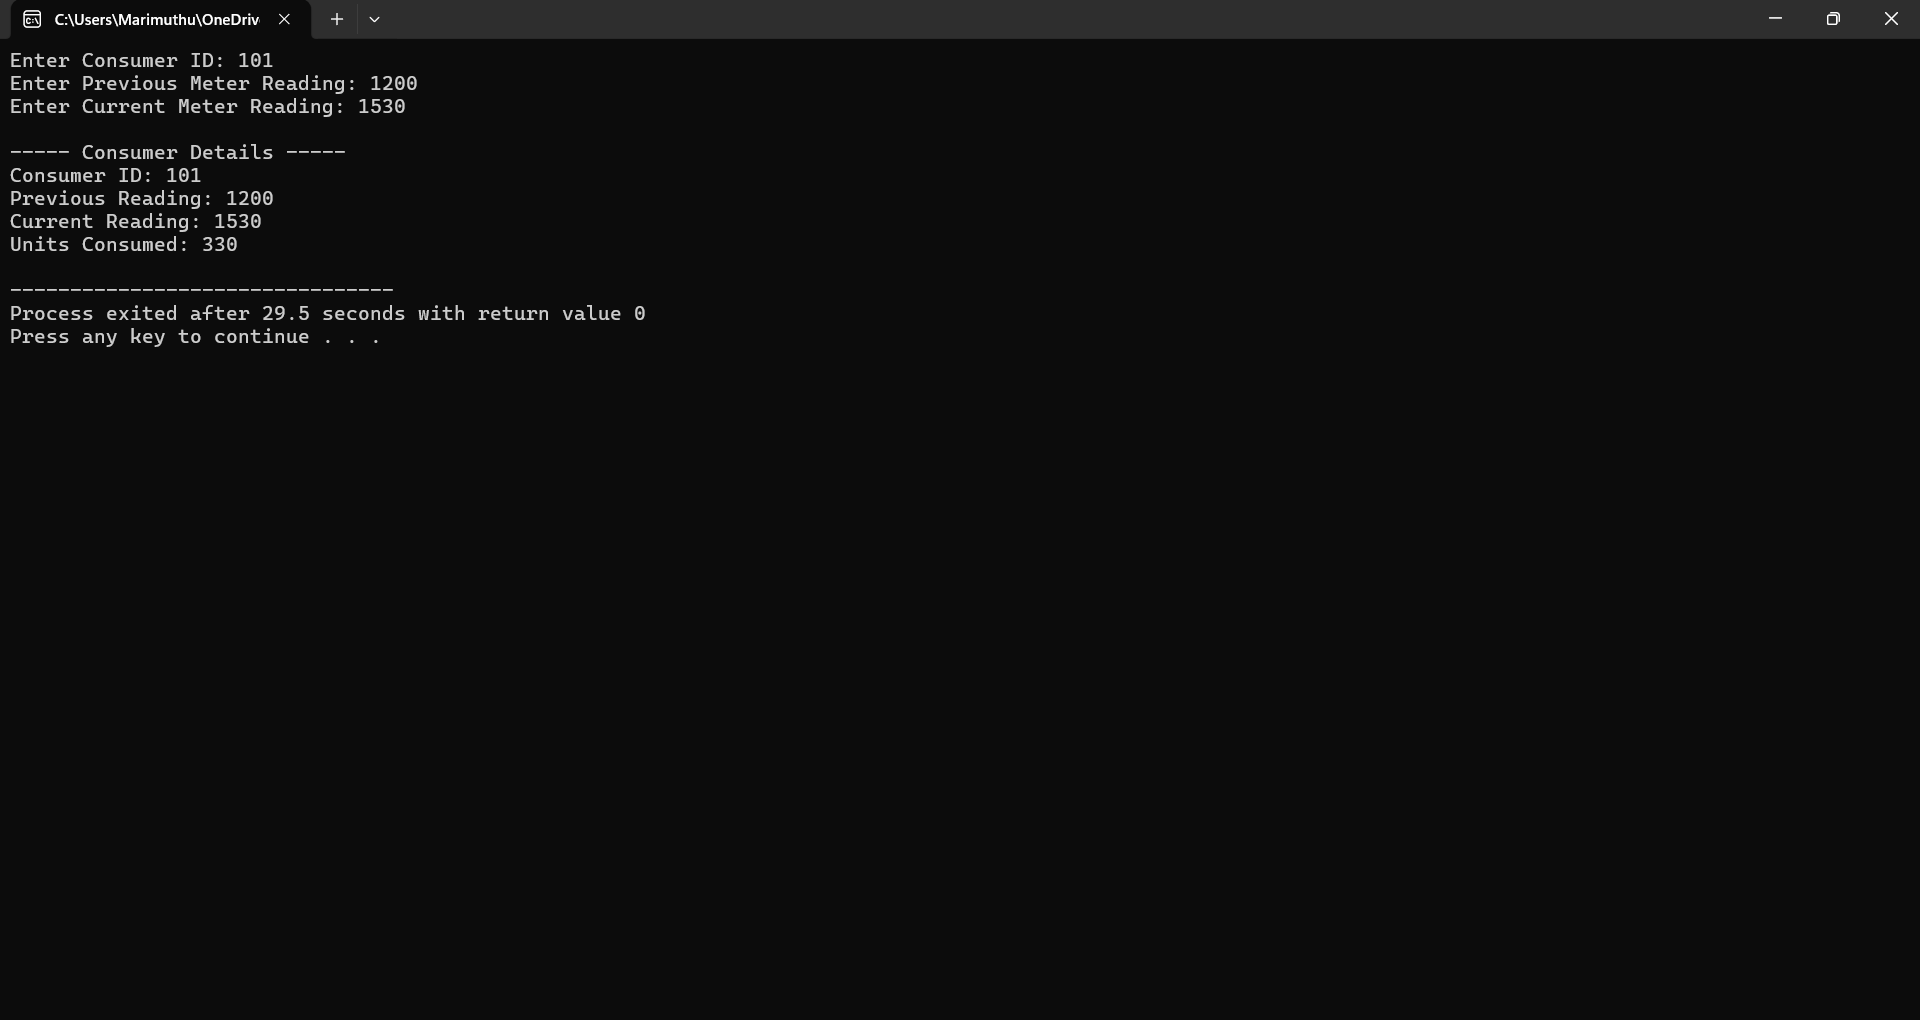 C:\Users\Marimuthu\OneDriv
Enter Consumer ID: 101
Enter Previous Meter Reading: 1200
Enter Current Meter Reading: 1530
----- Consumer Details -----
Consumer ID: 101
Previous Reading: 1200
Current Reading: 1530
Units Consumed: 330
--------------------------------
Process exited after 29.5 seconds with return value 0
Press any key to continue . . .